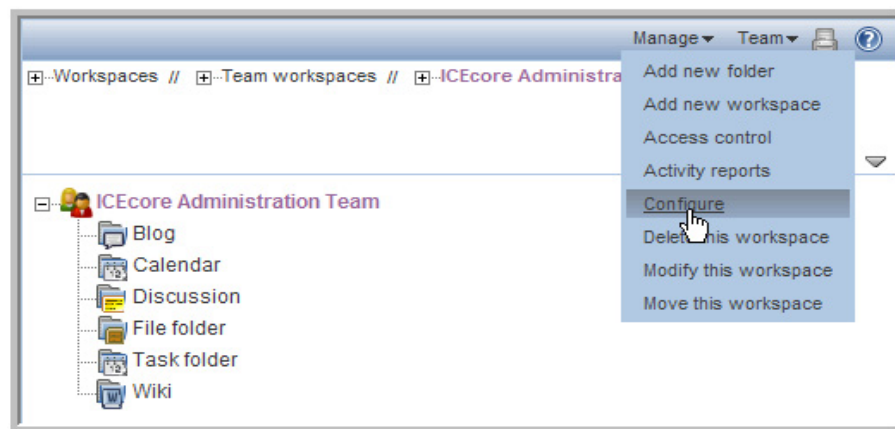 Manage Team
Workspaces // Team workspaces // ICEcore Administra
Add new folder
Add new workspace
Access control
Activity reports
Configure
Delete this workspace
Modify this workspace
Move this workspace
ICEcore Administration Team
Blog
Calendar
Discussion
File folder
Task folder
Wiki